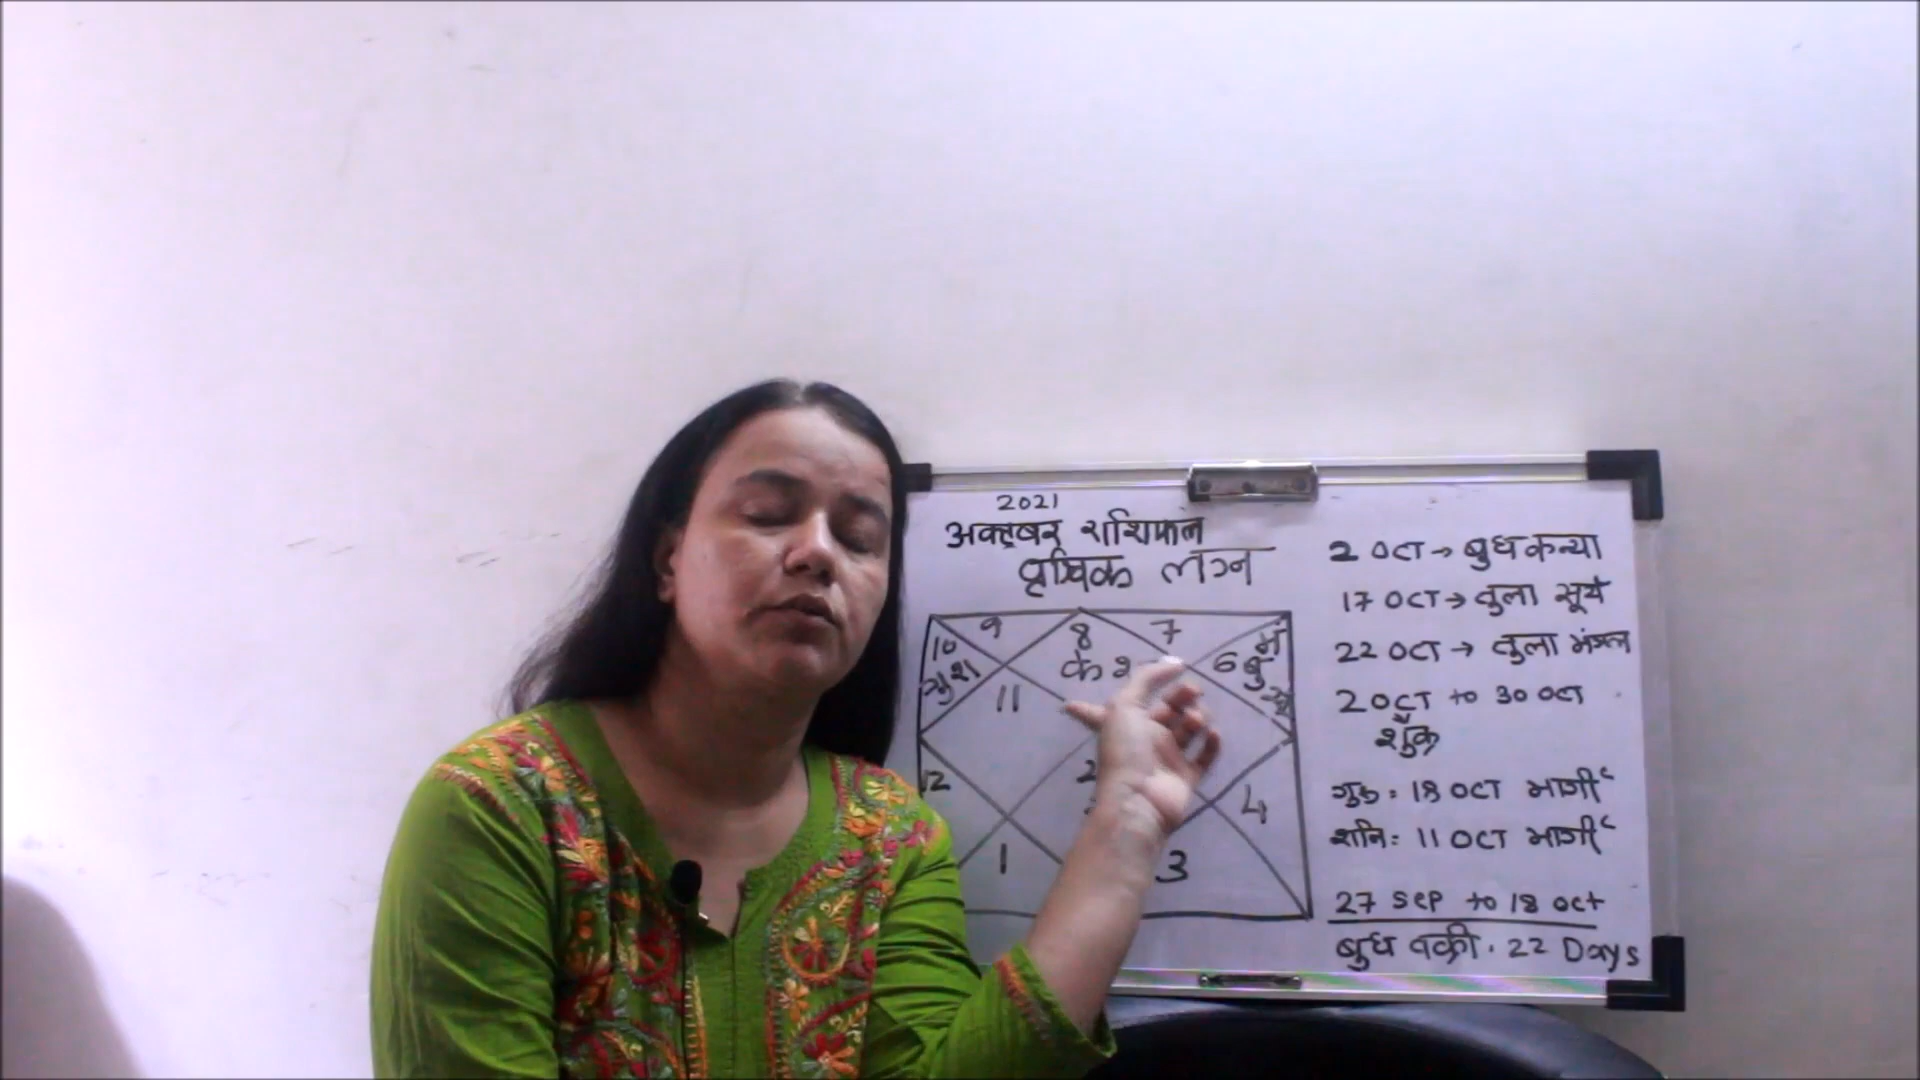 2021
अक्टूबर राशिफल
वृश्चिक लग्न
9
8
7
10
के
6
मं
बु
गु श
11
12
4
1
3
2 OCT → बुध कन्या
17 OCT → तुला सूर्य
22 OCT → तुला मंगल
2 OCT to 30 OCT
शुक्र
गुरु : 18 OCT मार्गी
शनि : 11 OCT मार्गी
27 Sep to 18 Oct
बुध वक्री . 22 Days